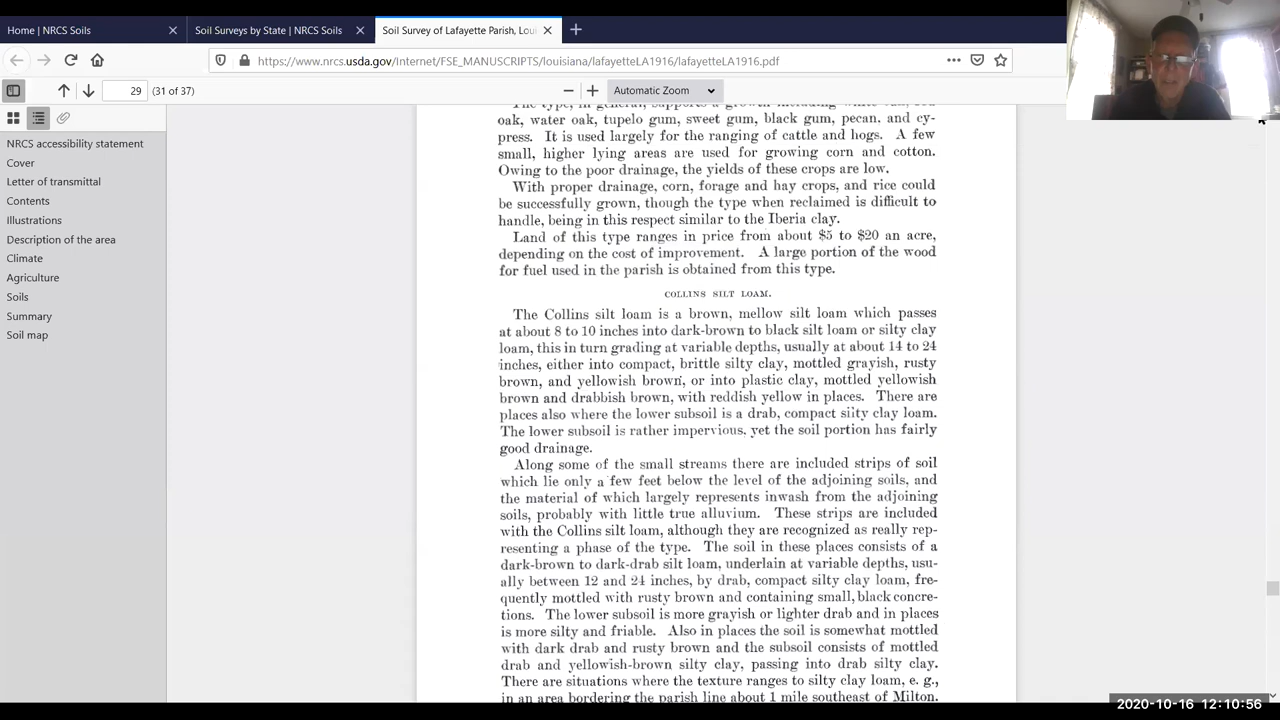 Home | NRCS Soils
Soil Surveys by State | NRCS Soils
Soil Survey of Lafayette Parish, Loui
https://www.nrcs.usda.gov/Internet/FSE_MANUSCRIPTS/louisiana/lafayetteLA1916/lafayetteLA1916.pdf
29 (31 of 37)
Automatic Zoom
NRCS accessibility statement
Cover
Letter of transmittal
Contents
Illustrations
Description of the area
Climate
Agriculture
Soils
Summary
Soil map
The type, in general, supports a growth including white oak, red
oak, water oak, tupelo gum, sweet gum, black gum, pecan, and cy-
press. It is used largely for the ranging of cattle and hogs. A few
small, higher lying areas are used for growing corn and cotton.
Owing to the poor drainage, the yields of these crops are low.
With proper drainage, corn, forage and hay crops, and rice could
be successfully grown, though the type when reclaimed is difficult to
handle, being in this respect similar to the Iberia clay.
Land of this type ranges in price from about $5 to $20 an acre,
depending on the cost of improvement. A large portion of the wood
for fuel used in the parish is obtained from this type.
COLLINS SILT LOAM.
The Collins silt loam is a brown, mellow silt loam which passes
at about 8 to 10 inches into dark-brown to black silt loam or silty clay
loam, this in turn grading at variable depths, usually at about 14 to 24
inches, either into compact, brittle silty clay, mottled grayish, rusty
brown, and yellowish brown, or into plastic clay, mottled yellowish
brown and drabbish brown, with reddish yellow in places. There are
places also where the lower subsoil is a drab, compact silty clay loam.
The lower subsoil is rather impervious, yet the soil portion has fairly
good drainage.
Along some of the small streams there are included strips of soil
which lie only a few feet below the level of the adjoining soils, and
the material of which largely represents inwash from the adjoining
soils, probably with little true alluvium. These strips are included
with the Collins silt loam, although they are recognized as really rep-
resenting a phase of the type. The soil in these places consists of a
dark-brown to dark-drab silt loam, underlain at variable depths, usu-
ally between 12 and 24 inches, by drab, compact silty clay loam, fre-
quently mottled with rusty brown and containing small, black concre-
tions. The lower subsoil is more grayish or lighter drab and in places
is more silty and friable. Also in places the soil is somewhat mottled
with dark drab and rusty brown and the subsoil consists of mottled
drab and yellowish-brown silty clay, passing into drab silty clay.
There are situations where the texture ranges to silty clay loam, e. g.,
in an area bordering the parish line about 1 mile southeast of Milton.
2020-10-16 12:10:56